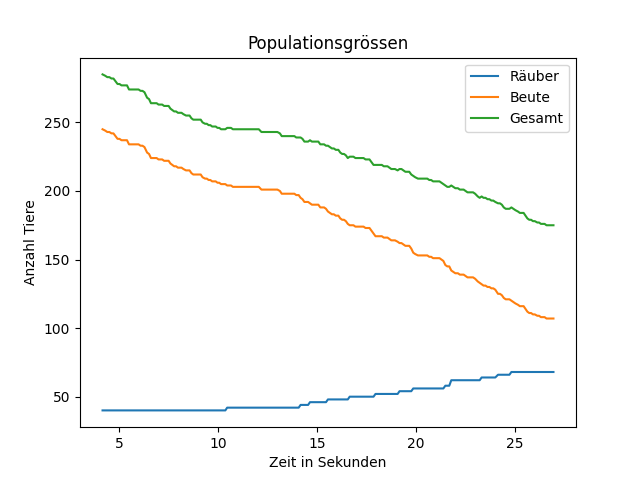 Populationsgrössen
Räuber
Beute
Gesamt
Anzahl Tiere
250
200
150
100
50
5
10
15
20
25
Zeit in Sekunden